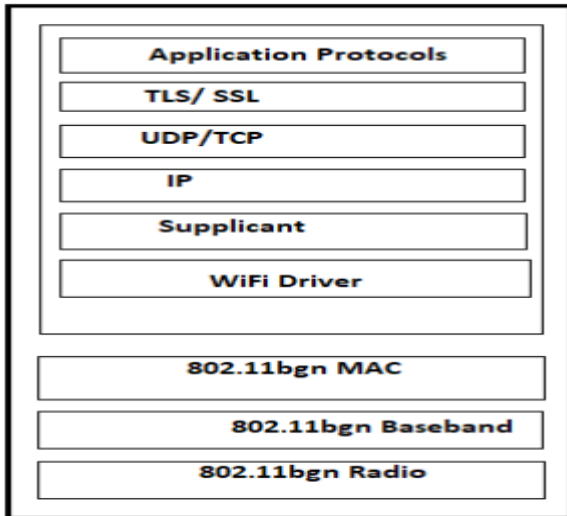 Application Protocols
TLS/ SSL
UDP/TCP
IP
Supplicant
WiFi Driver
802.11bgn MAC
802.11bgn Baseband
802.11bgn Radio